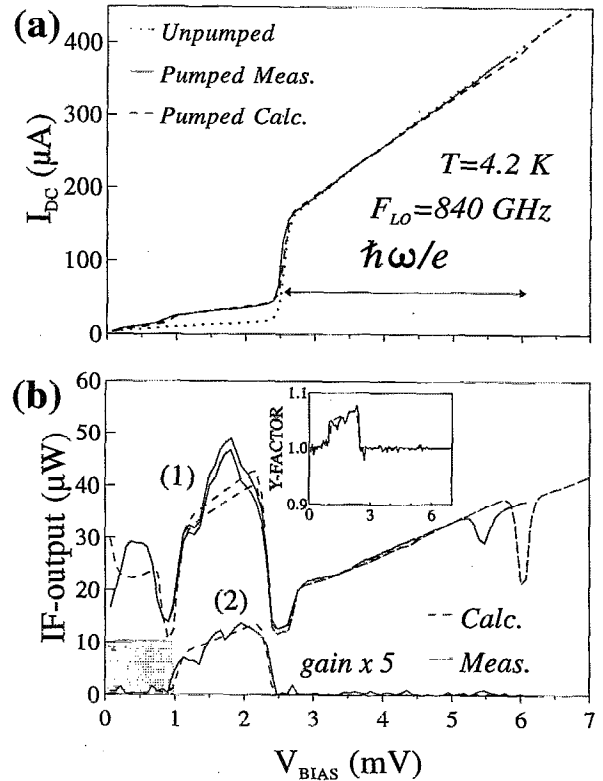 (a)
400
300
200
100
0
I_DC (μA)
Unpumped
Pumped Meas.
Pumped Calc.
T=4.2 K
F_LO=840 GHz
ℏω/e
(b)
60
50
40
30
20
10
0
IF-output (μW)
(1)
(2)
Y-FACTOR
1.1
1.0
0.9
0 3 6
Calc.
Meas.
gain x 5
0 1 2 3 4 5 6 7
V_BIAS (mV)